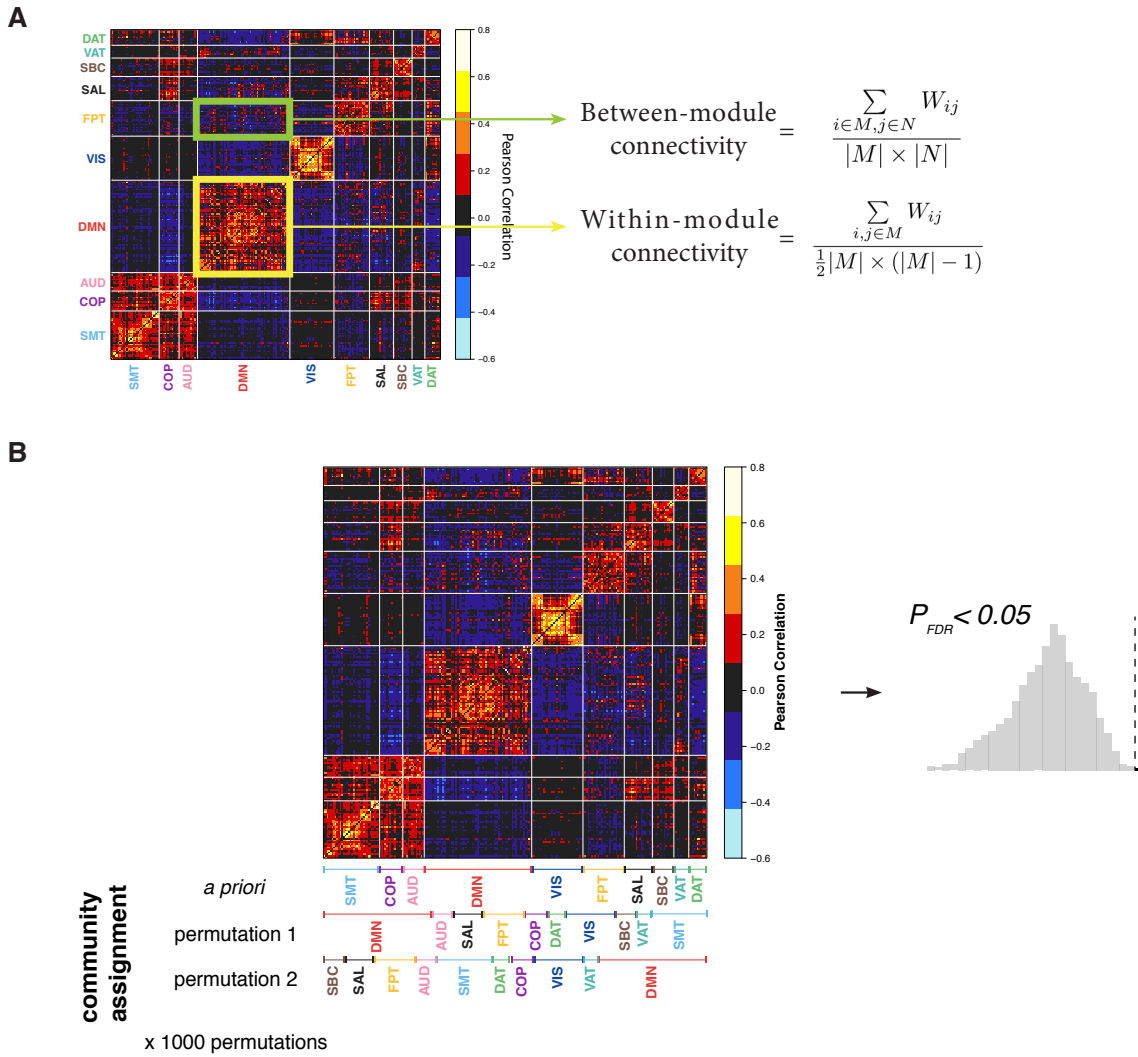 A
DAT
VAT
SBC
SAL
FPT
VIS
DMN
AUD
COP
SMT
SMT
COP
AUD
DMN
VIS
FPT
SAL
SBC
VAT
DAT
0.8
0.6
0.4
0.2
0.0
−0.2
−0.4
−0.6
Pearson Correlation
Between-module
connectivity
= ∑ i∈M,j∈N W_ij / |M| × |N|
Within-module
connectivity
= ∑ i,j∈M W_ij / ½|M| × (|M| − 1)
B
0.8
0.6
0.4
0.2
0.0
−0.2
−0.4
−0.6
Pearson Correlation
P_FDR < 0.05
community
assignment
a priori
SMT
COP
AUD
DMN
VIS
FPT
SAL
SBC
VAT
DAT
permutation 1
DMN
AUD
SAL
FPT
COP
DAT
VIS
SBC
VAT
SMT
permutation 2
SBC
SAL
FPT
AUD
SMT
DAT
COP
VIS
VAT
DMN
x 1000 permutations